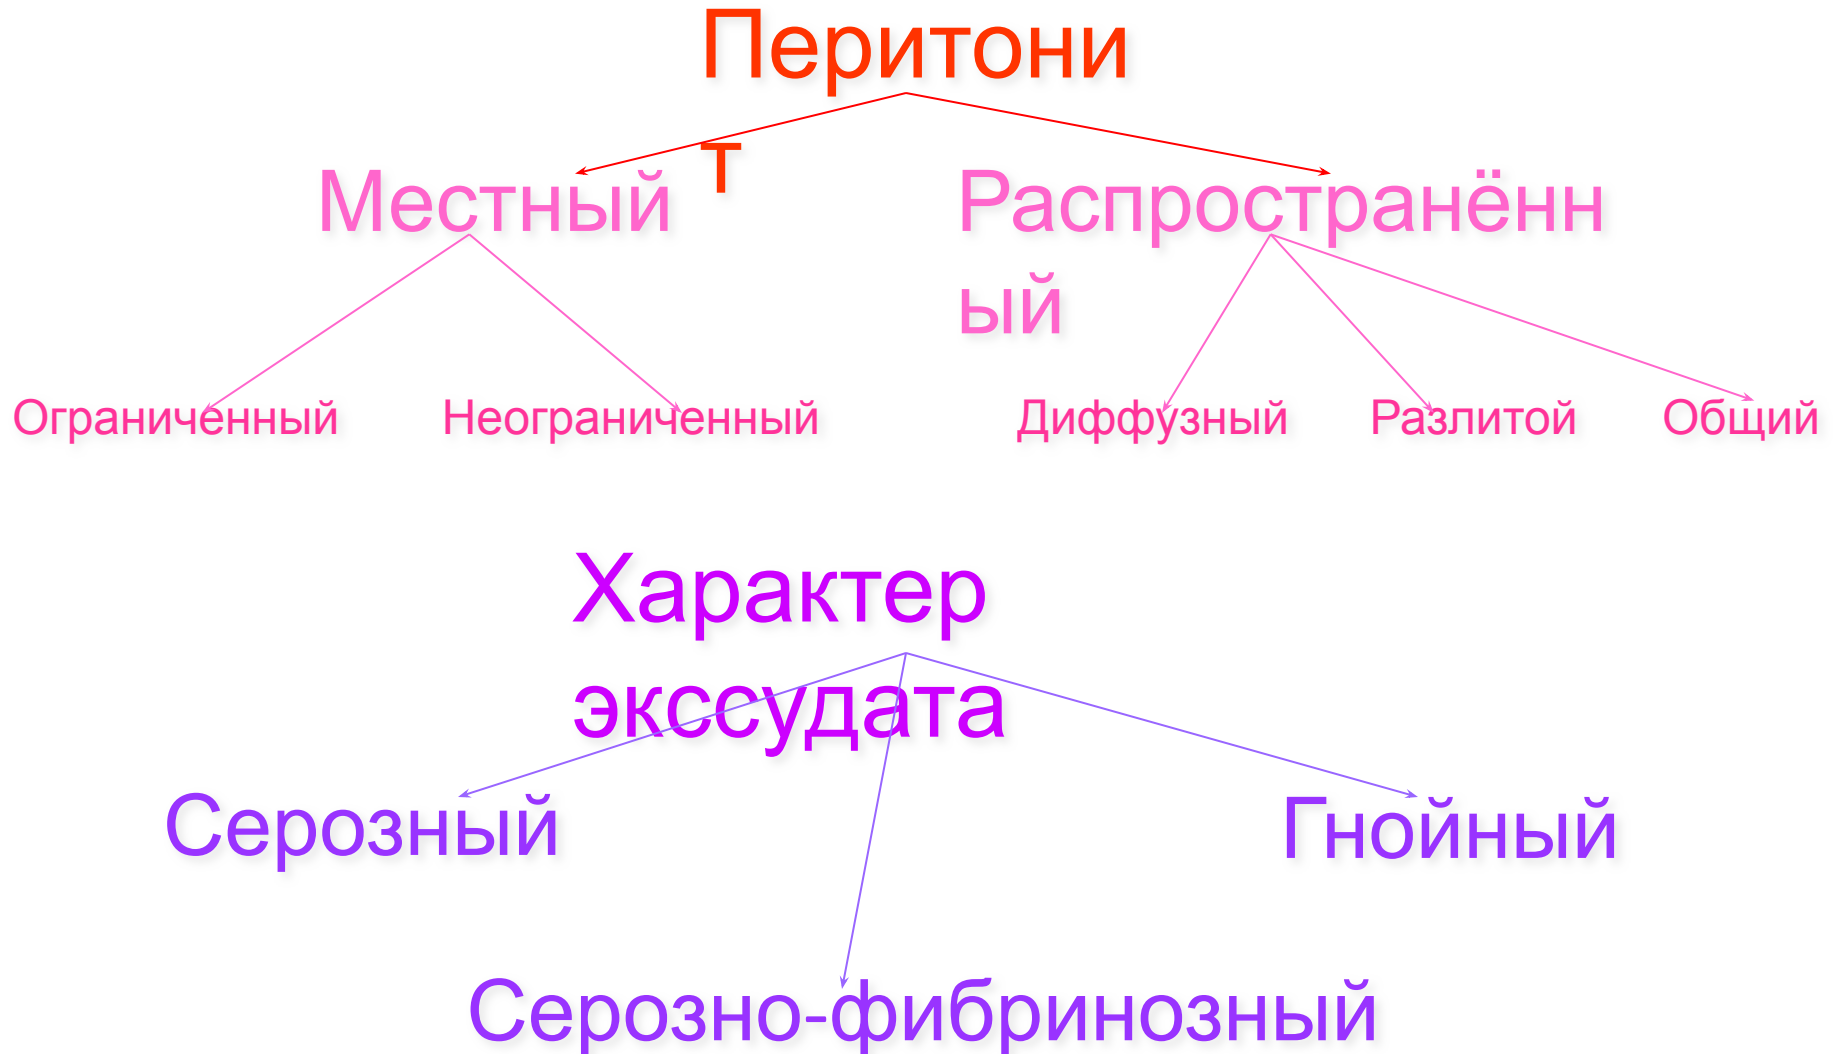 Перитони
т
Местный
Распространённ
ый
Ограниченный
Неограниченный
Диффузный
Разлитой
Общий
Характер
экссудата
Серозный
Гнойный
Серозно-фибринозный